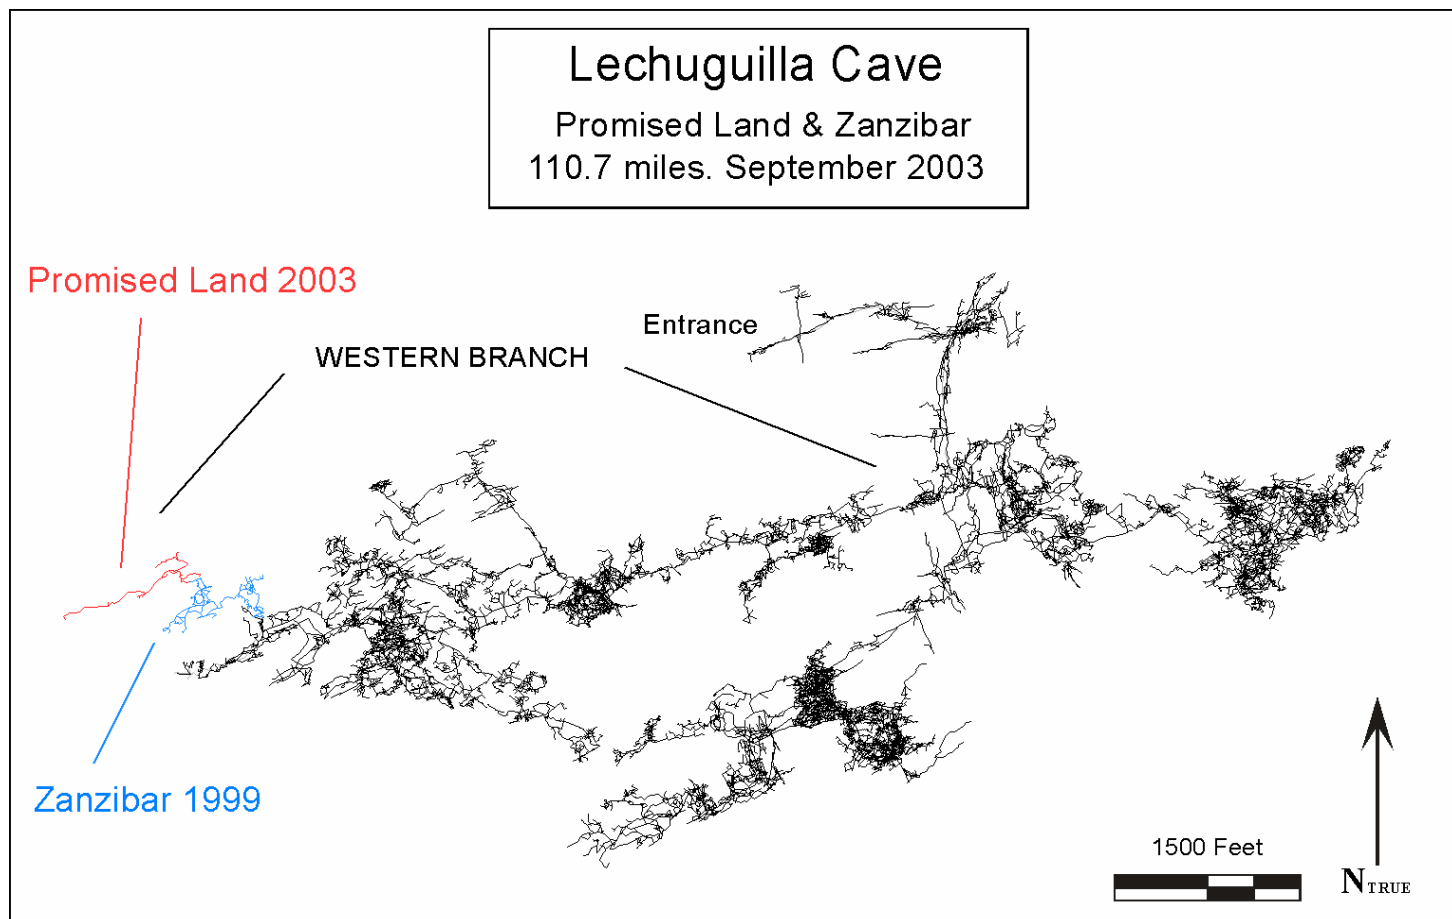 Lechuguilla Cave
Promised Land & Zanzibar
110.7 miles. September 2003
Promised Land 2003
Entrance
WESTERN BRANCH
Zanzibar 1999
1500 Feet
N TRUE